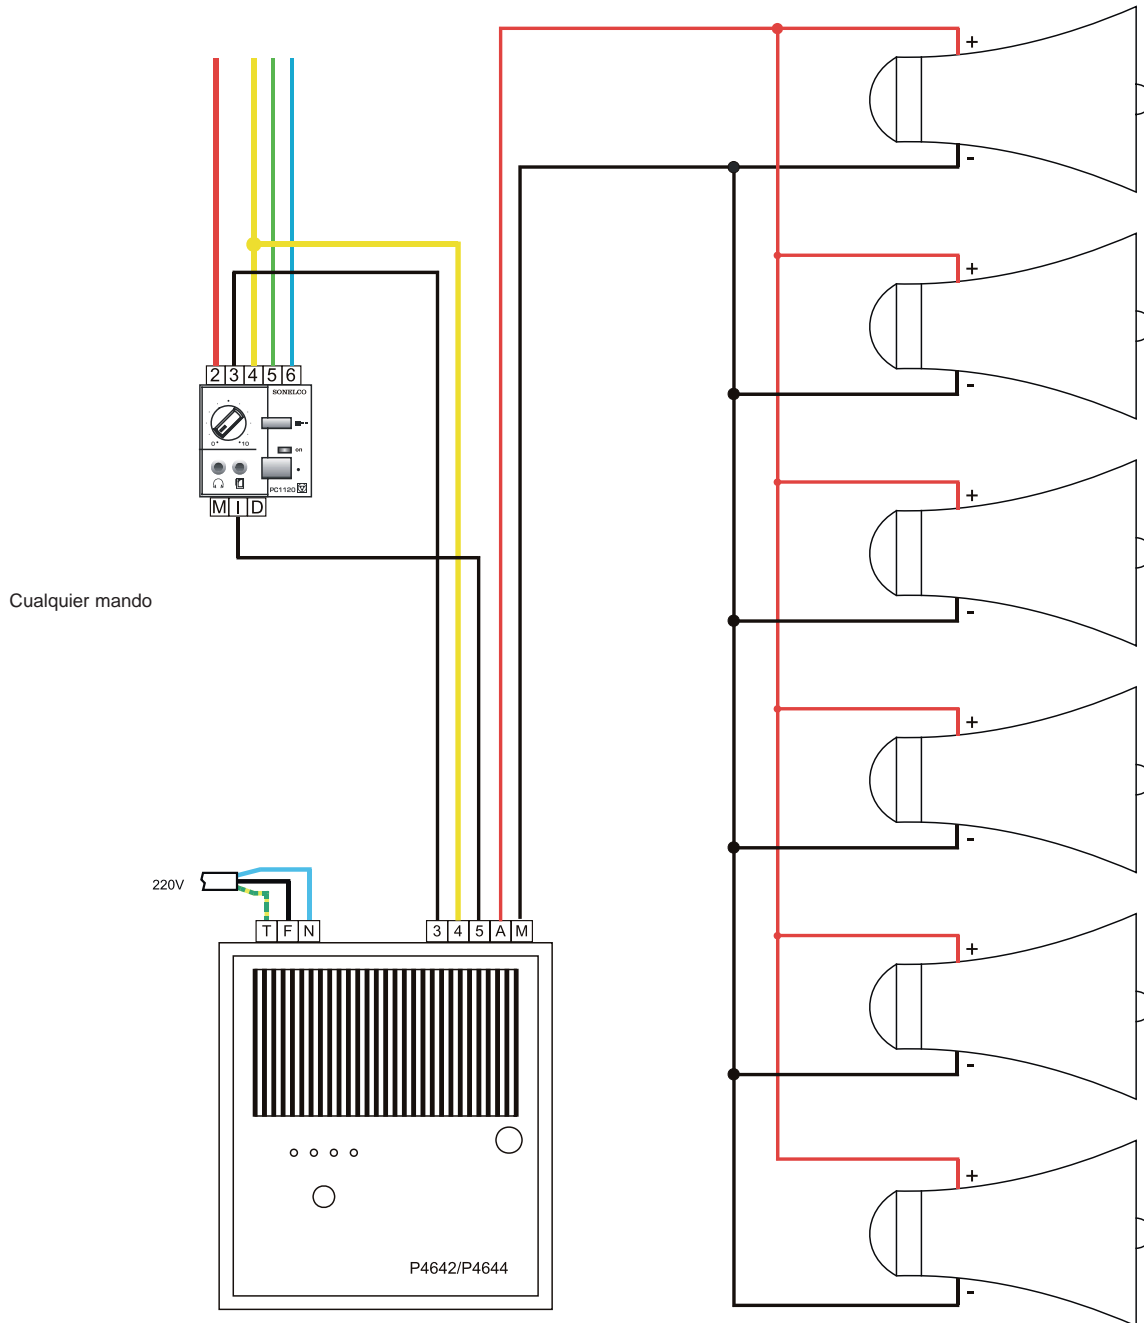 +
-
+
-
2 3 4 5 6
SONELCO
0 10
on
PC1120
M I D
+
-
Cualquier mando
+
-
220V
T F N
3 4 5 A M
+
-
P4642/P4644
+
-